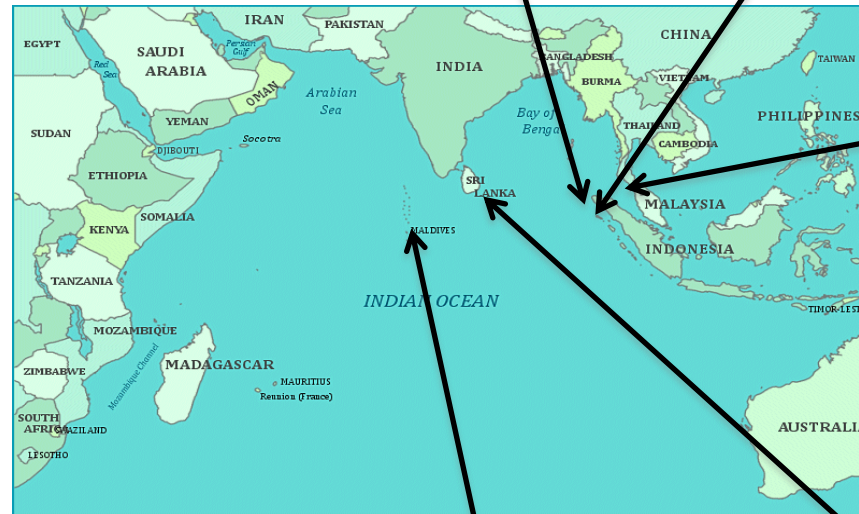 IRAN
PAKISTAN
CHINA
EGYPT
SAUDI
ARABIA
Persian
Gulf
Red
Sea
OMAN
Arabian
Sea
INDIA
BANGLADESH
BURMA
VIETNAM
TAIWAN
YEMEN
SUDAN
DJIBOUTI
Socotra
Bay of
Bengal
THAILAND
CAMBODIA
PHILIPPINES
ETHIOPIA
SRI
LANKA
SOMALIA
KENYA
MALDIVES
MALAYSIA
INDONESIA
TANZANIA
INDIAN OCEAN
TIMOR-LEST
MOZAMBIQUE
Mozambique Channel
MADAGASCAR
ZIMBABWE
MAURITIUS
Reunion (France)
SOUTH
AFRICA
SWAZILAND
LESOTHO
AUSTRALI